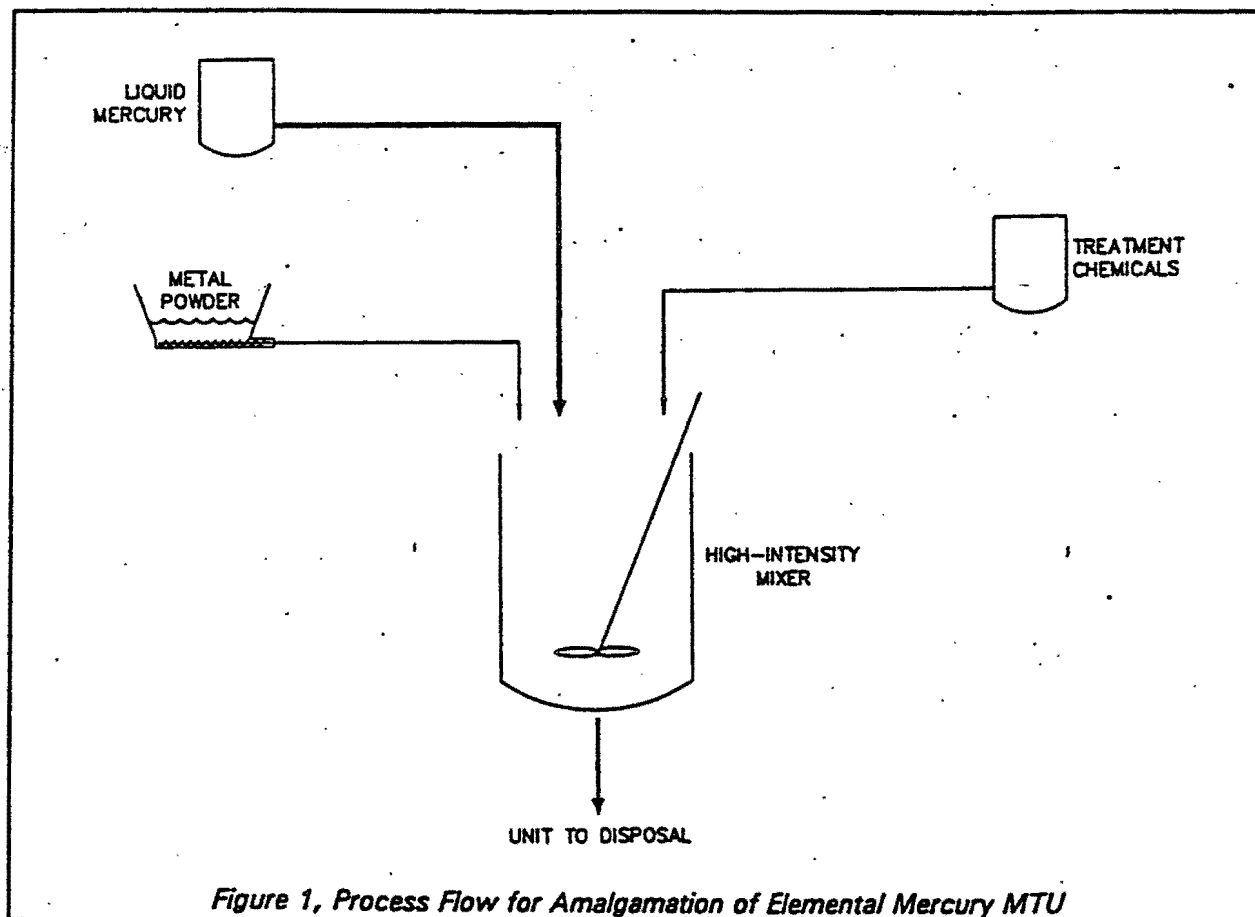 LIQUID
MERCURY
METAL
POWDER
TREATMENT
CHEMICALS
HIGH-INTENSITY
MIXER
UNIT TO DISPOSAL
Figure 1, Process Flow for Amalgamation of Elemental Mercury MTU